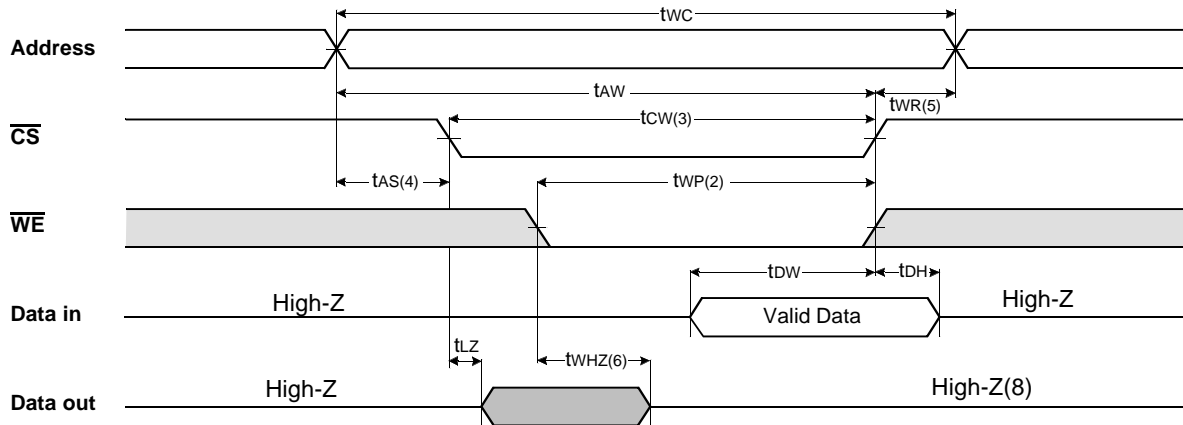 tWC
Address
tAW
tWR(5)
tCW(3)
CS
tAS(4)
tWP(2)
WE
tDW
tDH
High-Z
High-Z
Data in
Valid Data
tLZ
tWHZ(6)
High-Z
High-Z(8)
Data out